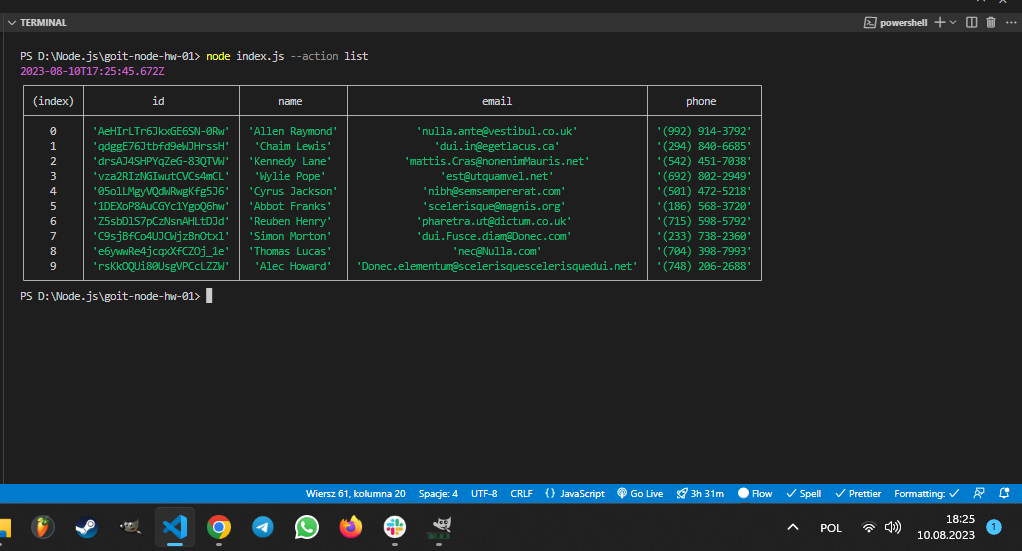 TERMINAL
powershell
PS D:\Node.js\goit-node-hw-01> node index.js --action list
2023-08-10T17:25:45.672Z
(index) id name email phone
0 'AeHIrLTr6JkxGE6SN-0Rw' 'Allen Raymond' 'nulla.ante@vestibul.co.uk' '(992) 914-3792'
1 'qdggE76Jtbfd9eWJHrssH' 'Chaim Lewis' 'dui.in@egetlacus.ca' '(294) 840-6685'
2 'drsAJ4SHPYqZeG-83QTVW' 'Kennedy Lane' 'mattis.Cras@nonenimMauris.net' '(542) 451-7038'
3 'vza2RIzNGIwutCVCs4mCL' 'Wylie Pope' 'est@utquamvel.net' '(692) 802-2949'
4 '05olLMgyVQdWRwgKfg5J6' 'Cyrus Jackson' 'nibh@semsempererat.com' '(501) 472-5218'
5 '1DEXoP8AuCGYc1YgoQ6hw' 'Abbot Franks' 'scelerisque@magnis.org' '(186) 568-3720'
6 'Z5sbDlS7pCzNsnAHLtDJd' 'Reuben Henry' 'pharetra.ut@dictum.co.uk' '(715) 598-5792'
7 'C9sjBfCo4UJCWjzBnOtxl' 'Simon Morton' 'dui.Fusce.diam@Donec.com' '(233) 738-2360'
8 'e6ywwRe4jcqxXfCZOj_1e' 'Thomas Lucas' 'nec@Nulla.com' '(704) 398-7993'
9 'rsKkOQUi80UsgVPCcLZZW' 'Alec Howard' 'Donec.elementum@scelerisquescelerisquedui.net' '(748) 206-2688'
PS D:\Node.js\goit-node-hw-01>
Wiersz 61, kolumna 20 Spacje: 4 UTF-8 CRLF {} JavaScript Go Live 3h 31m Flow Spell Prettier Formatting:
POL
18:25
10.08.2023
1